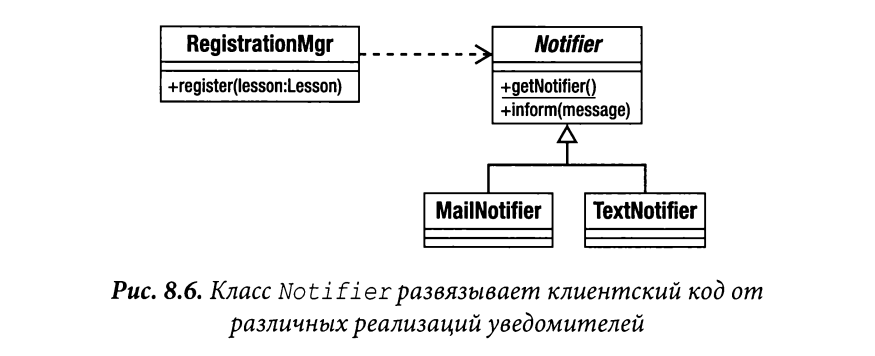 RegistrationMgr
+register(lesson:Lesson)
Notifier
+getNotifier()
+inform(message)
MailNotifier
TextNotifier
Рис. 8.6. Класс Notifier развязывает клиентский код от
различных реализаций уведомителей